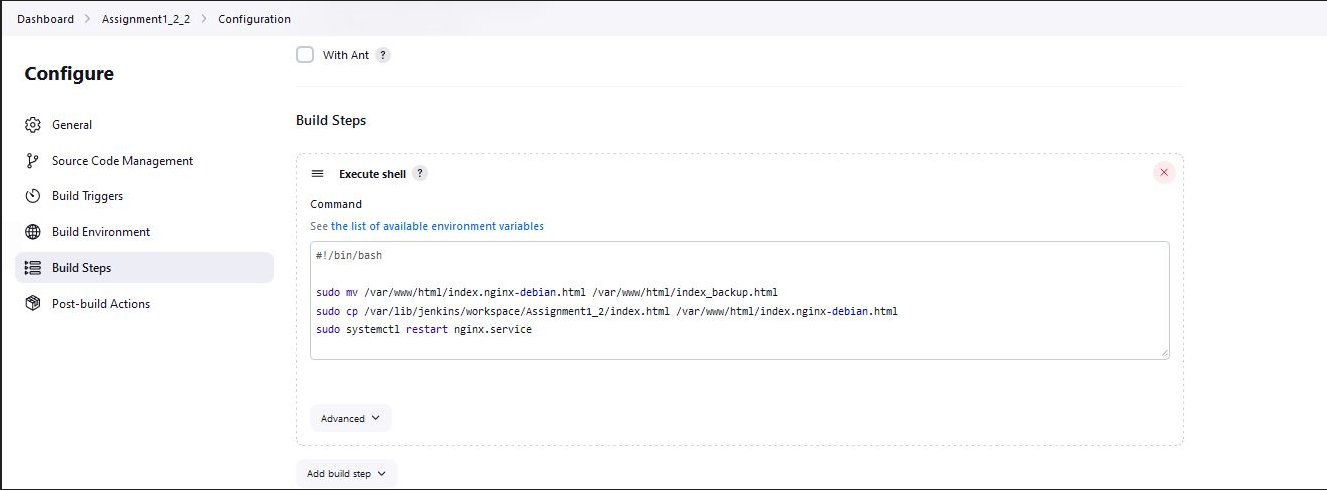 Dashboard > Assignment1_2_2 > Configuration
Configure
General
Source Code Management
Build Triggers
Build Environment
Build Steps
Post-build Actions
With Ant ?
Build Steps
Execute shell ?
Command
See the list of available environment variables
#!/bin/bash
sudo mv /var/www/html/index.nginx-debian.html /var/www/html/index_backup.html
sudo cp /var/lib/jenkins/workspace/Assignment1_2/index.html /var/www/html/index.nginx-debian.html
sudo systemctl restart nginx.service
Advanced
Add build step